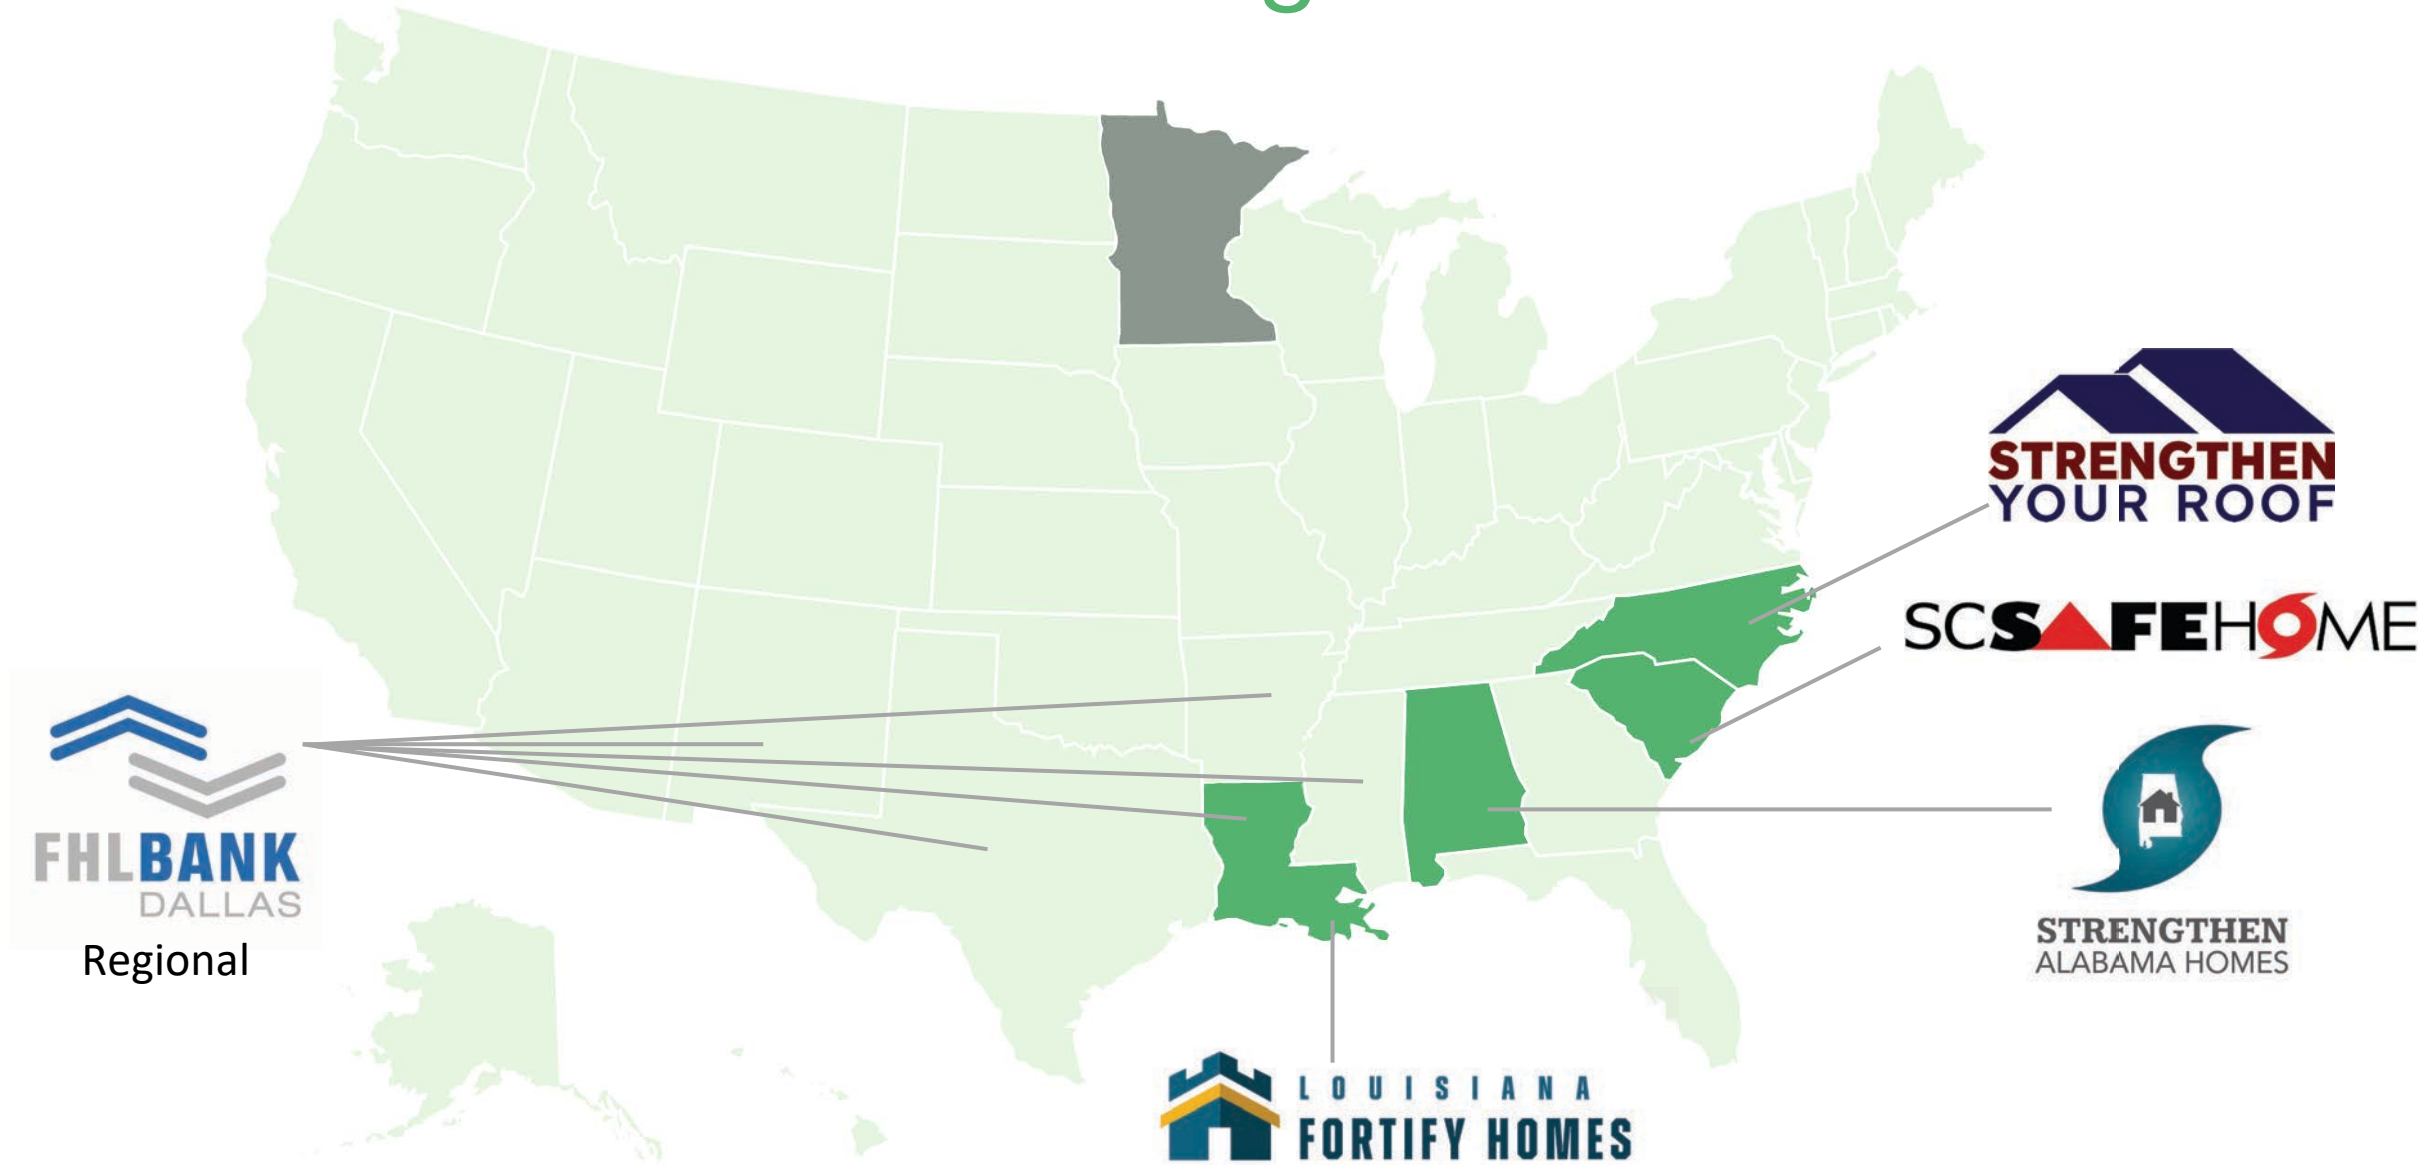 g
STRENGTHEN
YOUR ROOF
SCSAFEHOME
FHLBANK
DALLAS
Regional
STRENGTHEN
ALABAMA HOMES
LOUISIANA
FORTIFY HOMES